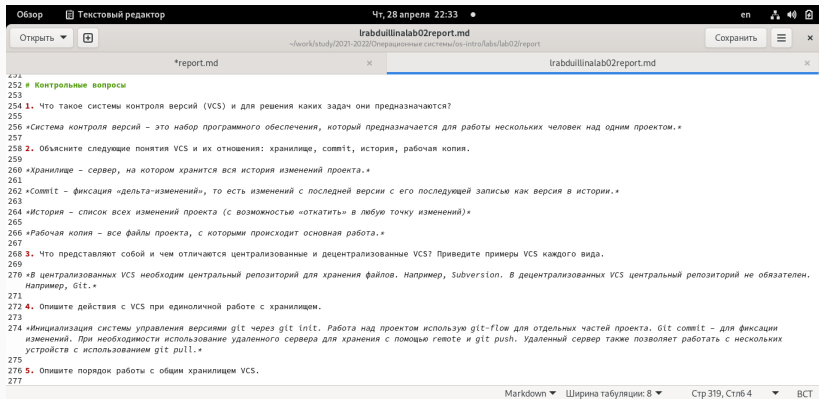 Обзор Текстовый редактор Чт, 28 апреля 22:33 en
Открыть lrabduillinalab02report.md Сохранить
~/work/study/2021-2022/Операционные системы/os-intro/labs/lab02/report
*report.md × lrabduillinalab02report.md ×
251
252 # Контрольные вопросы
253
254 1. Что такое системы контроля версий (VCS) и для решения каких задач они предназначаются?
255
256 *Система контроля версий – это набор программного обеспечения, который предназначается для работы нескольких человек над одним проектом.*
257
258 2. Объясните следующие понятия VCS и их отношения: хранилище, commit, история, рабочая копия.
259
260 *Хранилище – сервер, на котором хранится вся история изменений проекта.*
261
262 *Commit – фиксация «дельта-изменений», то есть изменений с последней версии с его последующей записью как версия в истории.*
263
264 *История – список всех изменений проекта (с возможностью «откатить» в любую точку изменений)*
265
266 *Рабочая копия – все файлы проекта, с которыми происходит основная работа.*
267
268 3. Что представляют собой и чем отличаются централизованные и децентрализованные VCS? Приведите примеры VCS каждого вида.
269
270 *В централизованных VCS необходим центральный репозиторий для хранения файлов. Например, Subversion. В децентрализованных VCS центральный репозиторий не обязателен.
Например, Git.*
271
272 4. Опишите действия с VCS при единоличной работе с хранилищем.
273
274 *Инициализация системы управления версиями git через git init. Работа над проектом использую git-flow для отдельных частей проекта. Git commit – для фиксации
изменений. При необходимости использование удаленного сервера для хранения с помощью remote и git push. Удаленный сервер также позволяет работать с нескольких
устройств с использованием git pull.*
275
276 5. Опишите порядок работы с общим хранилищем VCS.
277
Markdown Ширина табуляции: 8 Стр 319, Стлб 4 ВСТ